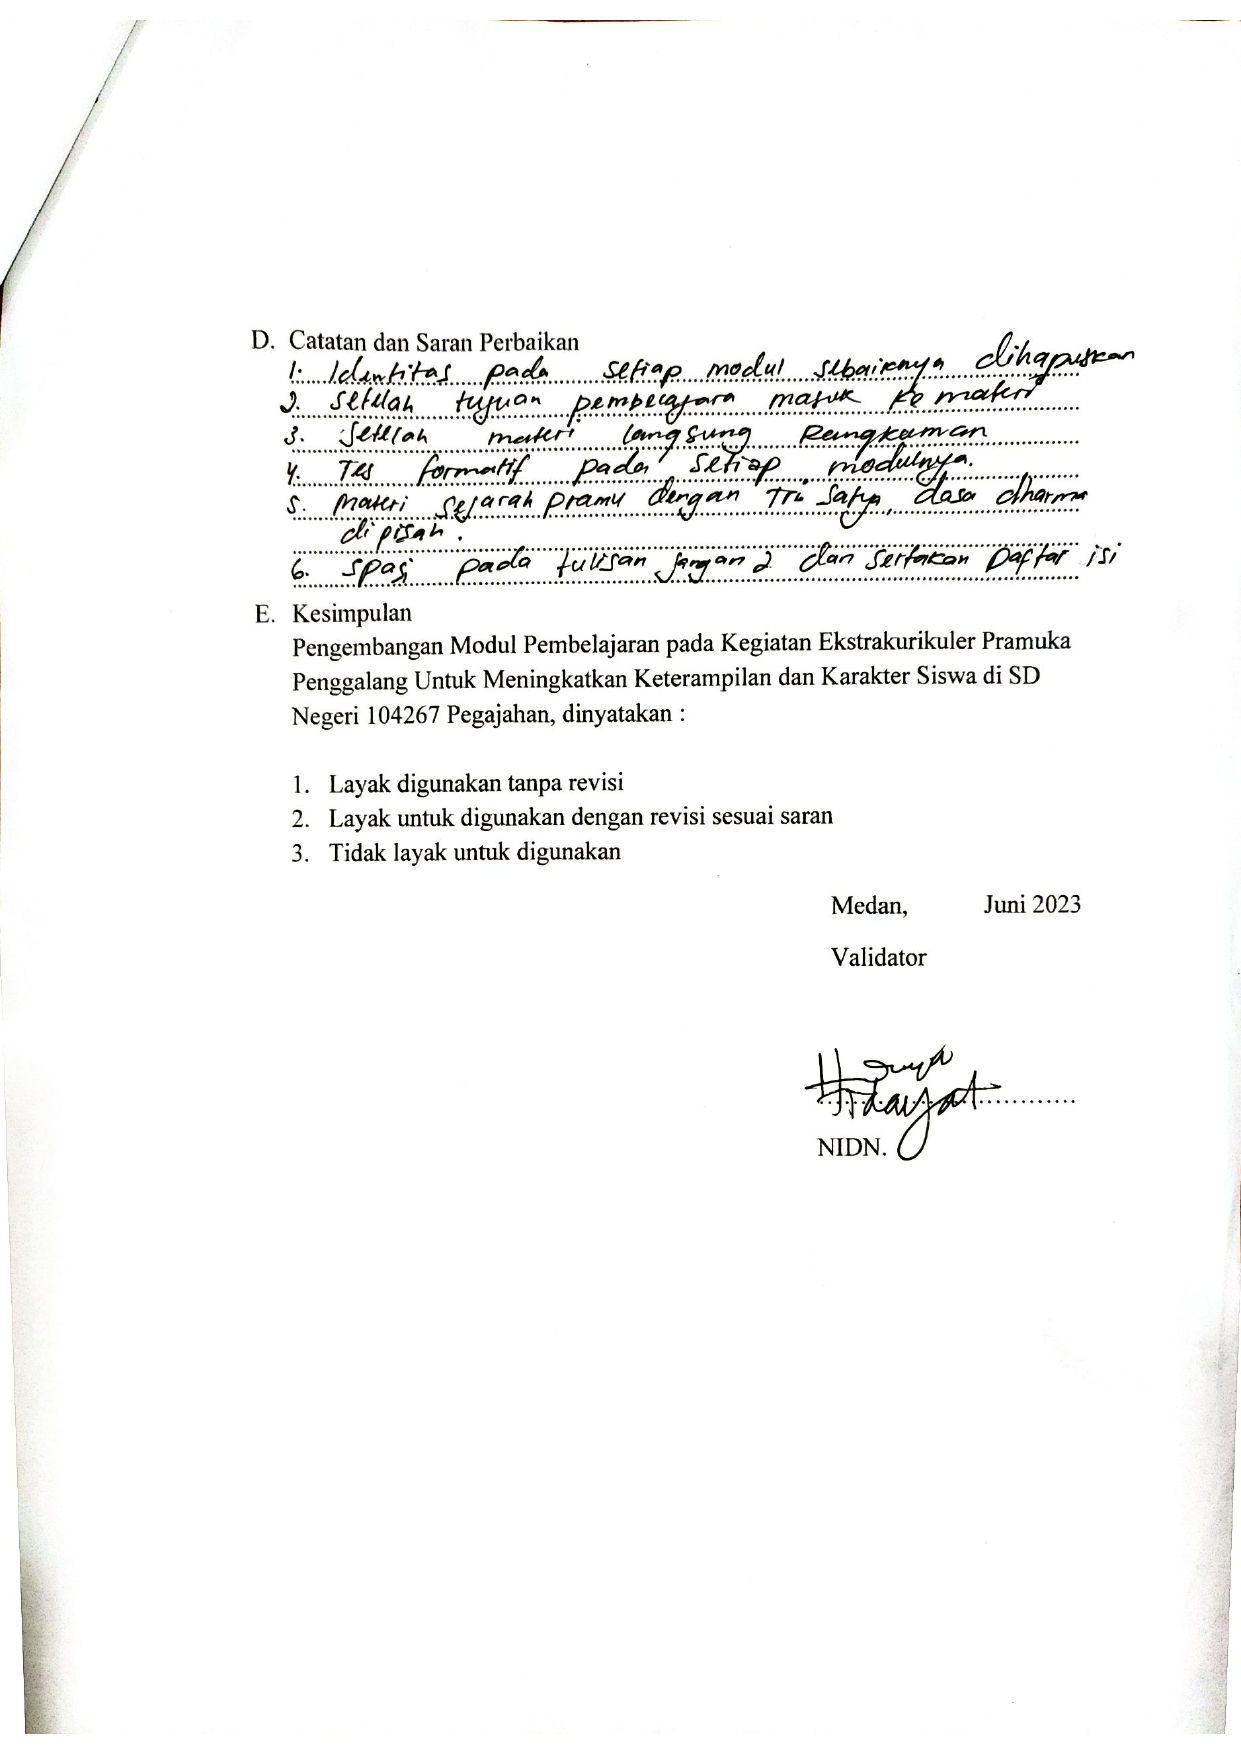 D. Catatan dan Saran Perbaikan
1. Identitas pada setiap modul sebaiknya dihapuskan
2. Setelah tujuan pembelajara masuk ke materi
3. Setelah materi langsung Rangkuman
4. Tes formatif pada setiap modulnya.
5. Materi Sejarah pramu dengan Tri Satya, dasa dharma
dipisah.
6. Spasi pada tulisan jangan 2 dan Sertakan Daftar isi
E. Kesimpulan
Pengembangan Modul Pembelajaran pada Kegiatan Ekstrakurikuler Pramuka
Penggalang Untuk Meningkatkan Keterampilan dan Karakter Siswa di SD
Negeri 104267 Pegajahan, dinyatakan :
1. Layak digunakan tanpa revisi
2. Layak untuk digunakan dengan revisi sesuai saran
3. Tidak layak untuk digunakan
Medan, Juni 2023
Validator
Hidayat
NIDN.